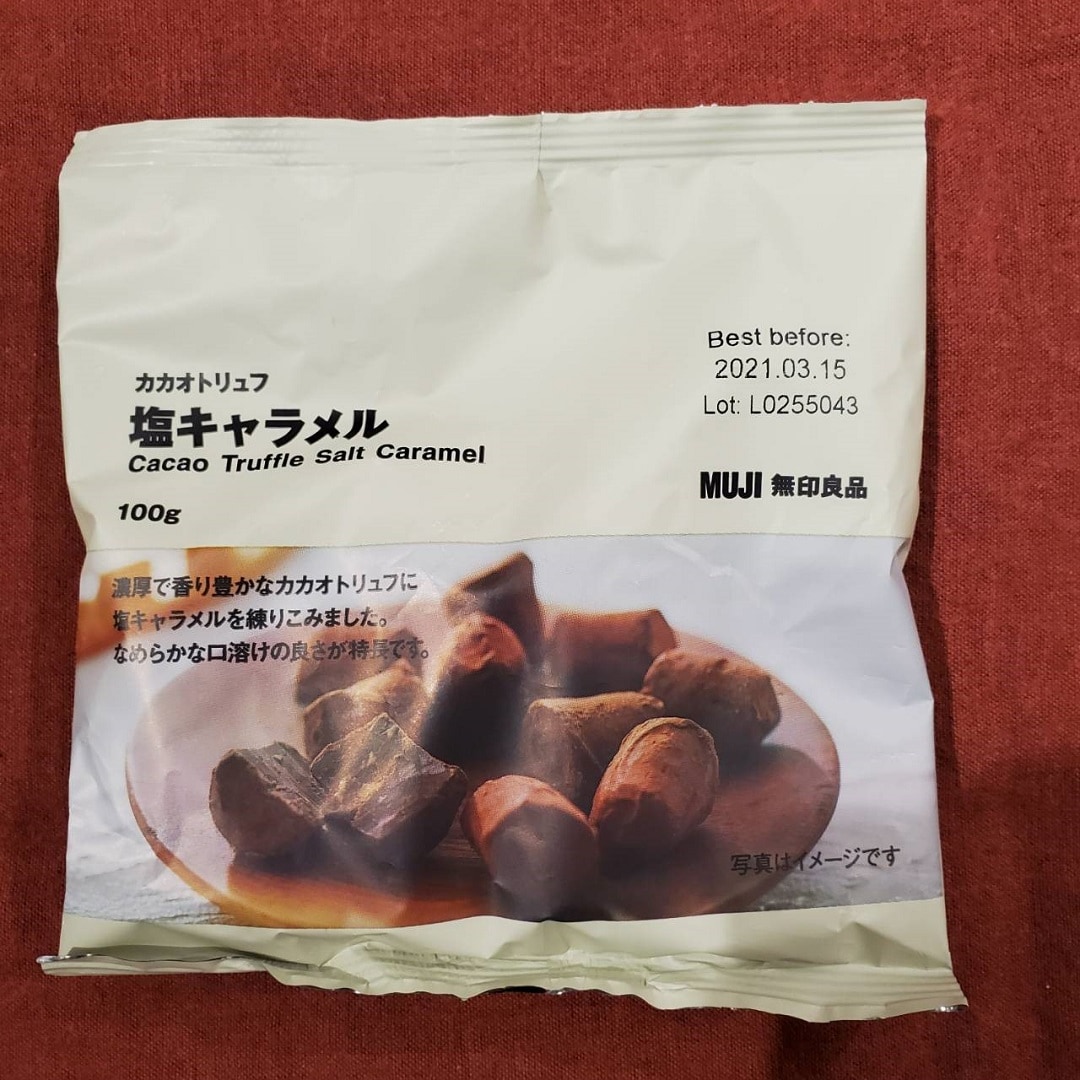 カカオトリュフ
塩キャラメル
Cacao Truffle Salt Caramel
100g
Best before:
2021.03.15
Lot: L0255043
MUJI 無印良品
濃厚で香り豊かなカカオトリュフに
塩キャラメルを練りこみました。
なめらかな口溶けの良さが特長です。
写真はイメージです